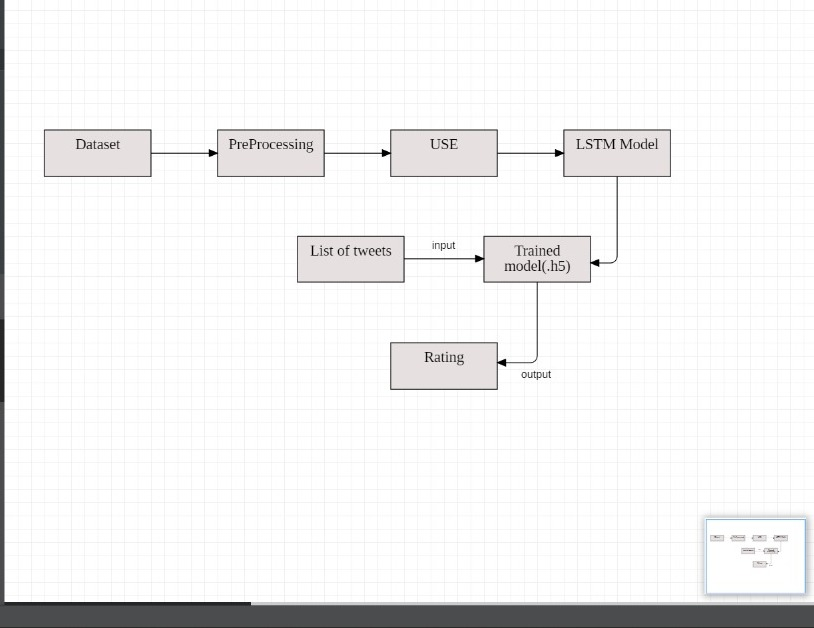 Dataset
PreProcessing
USE
LSTM Model
List of tweets
input
Trained
model(.h5)
Rating
output